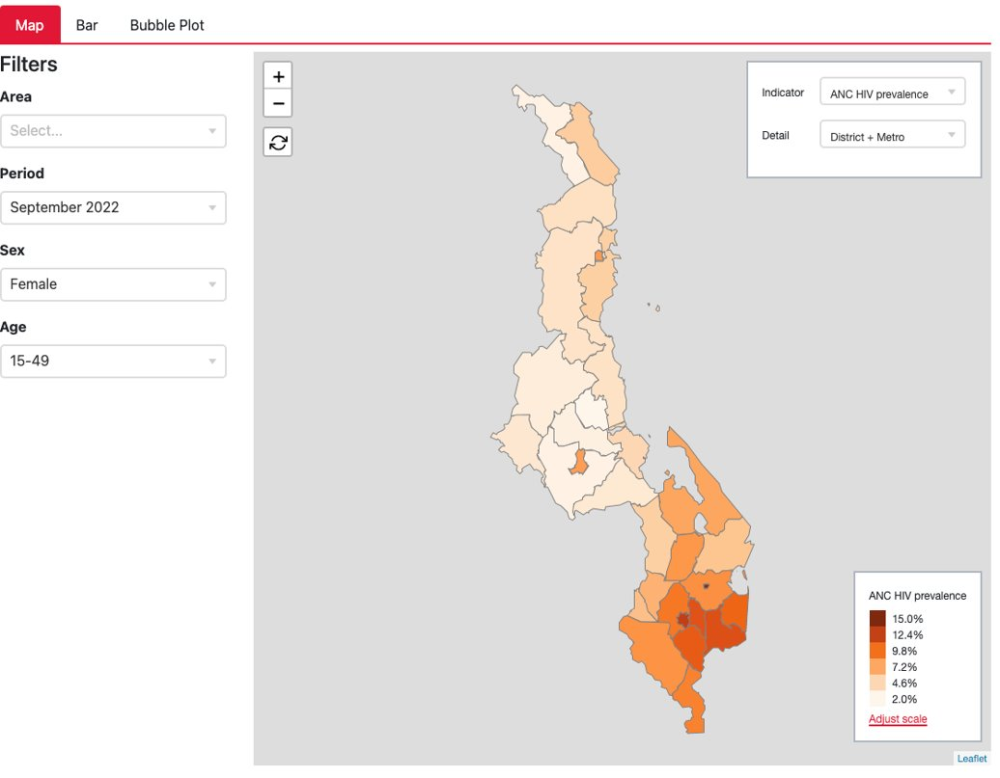 Map Bar Bubble Plot
Filters
Area
Select...
Period
September 2022
Sex
Female
Age
15-49
+
−
Indicator ANC HIV prevalence
Detail District + Metro
ANC HIV prevalence
15.0%
12.4%
9.8%
7.2%
4.6%
2.0%
Adjust scale
Leaflet